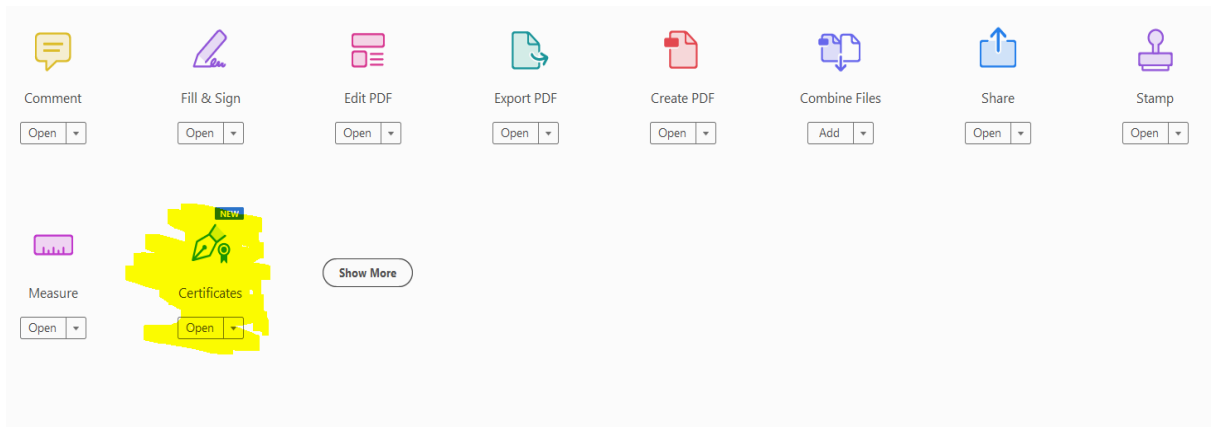 Comment Fill & Sign Edit PDF Export PDF Create PDF Combine Files Share Stamp
Open Open Open Open Open Add Open Open
NEW
Measure Certificates Show More
Open Open